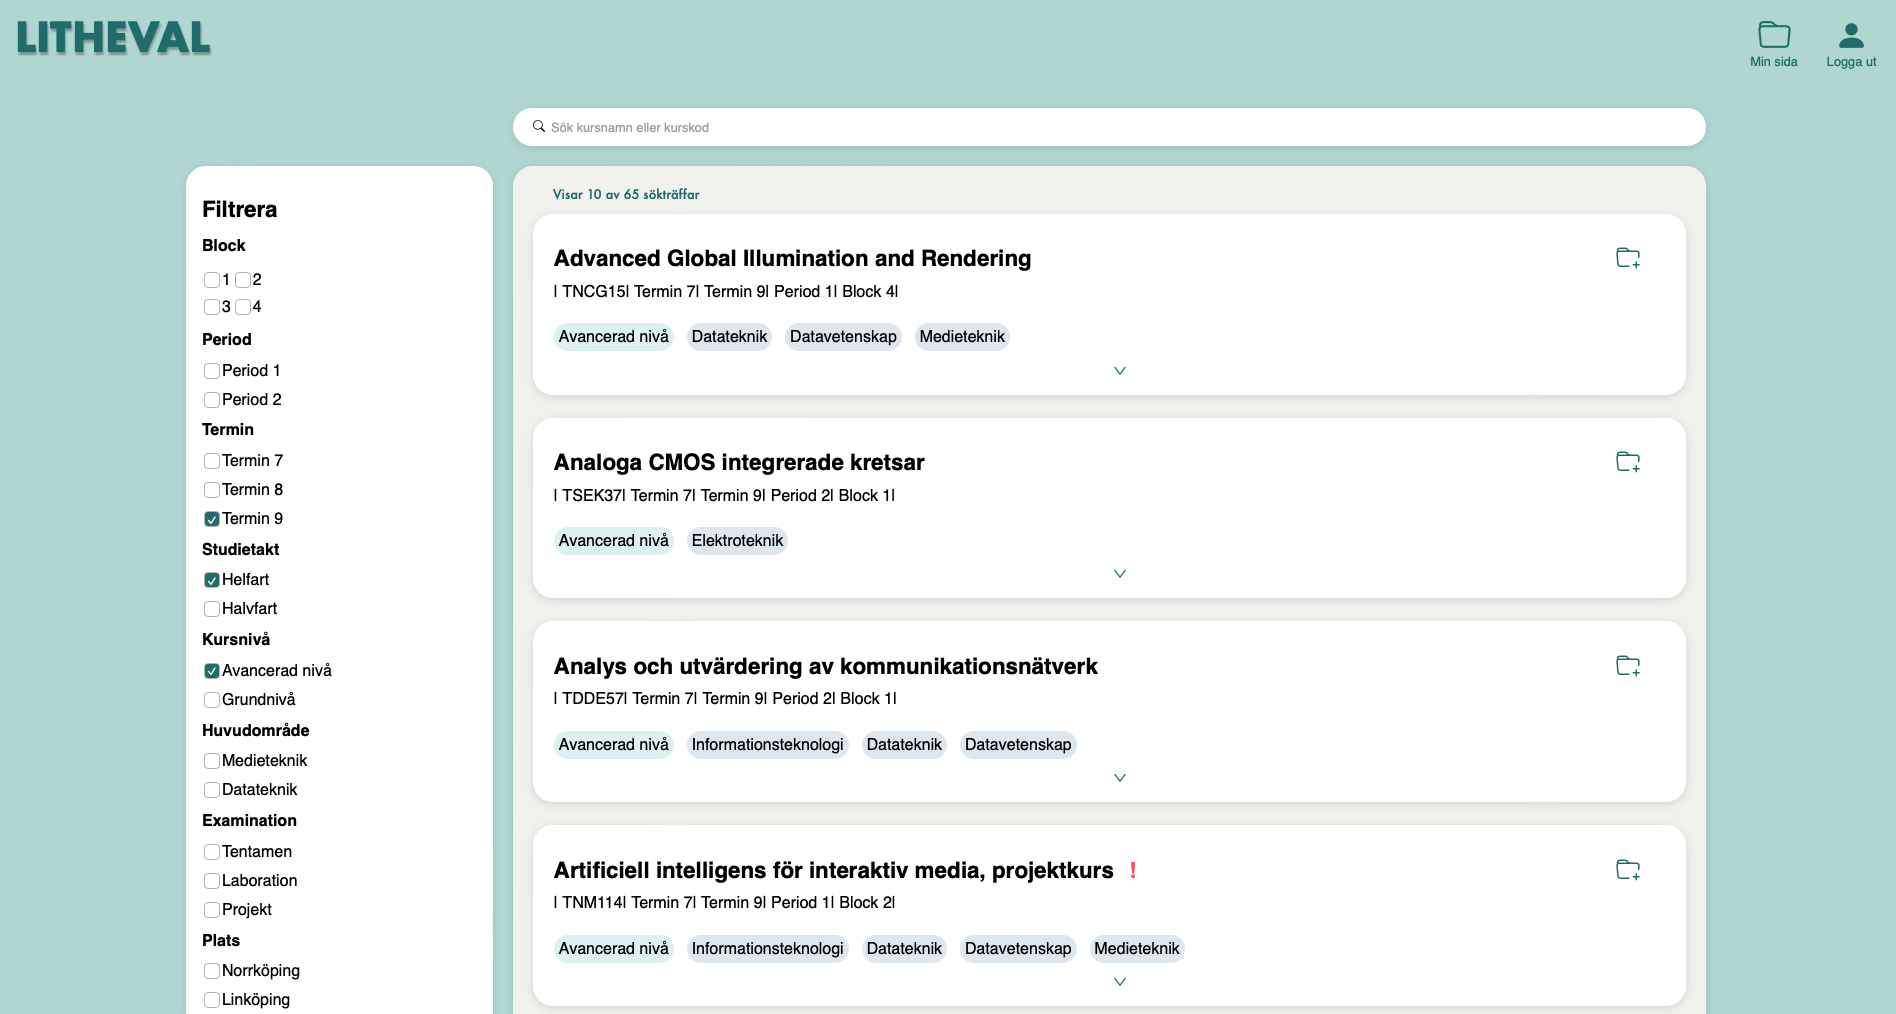 LITHEVAL
Min sida
Logga ut
Sök kursnamn eller kurskod
Filtrera
Block
1 2
3 4
Period
Period 1
Period 2
Termin
Termin 7
Termin 8
Termin 9
Studietakt
Helfart
Halvfart
Kursnivå
Avancerad nivå
Grundnivå
Huvudområde
Medieteknik
Datateknik
Examination
Tentamen
Laboration
Projekt
Plats
Norrköping
Linköping
Visar 10 av 65 sökträffar
Advanced Global Illumination and Rendering
| TNCG15| Termin 7| Termin 9| Period 1| Block 4|
Avancerad nivå Datateknik Datavetenskap Medieteknik
Analoga CMOS integrerade kretsar
| TSEK37| Termin 7| Termin 9| Period 2| Block 1|
Avancerad nivå Elektroteknik
Analys och utvärdering av kommunikationsnätverk
| TDDE57| Termin 7| Termin 9| Period 2| Block 1|
Avancerad nivå Informationsteknologi Datateknik Datavetenskap
Artificiell intelligens för interaktiv media, projektkurs !
| TNM114| Termin 7| Termin 9| Period 1| Block 2|
Avancerad nivå Informationsteknologi Datateknik Datavetenskap Medieteknik